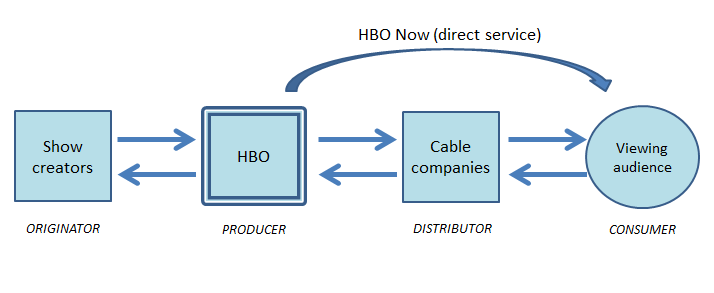 HBO Now (direct service)
Show
creators
HBO
Cable
companies
Viewing
audience
ORIGINATOR
PRODUCER
DISTRIBUTOR
CONSUMER